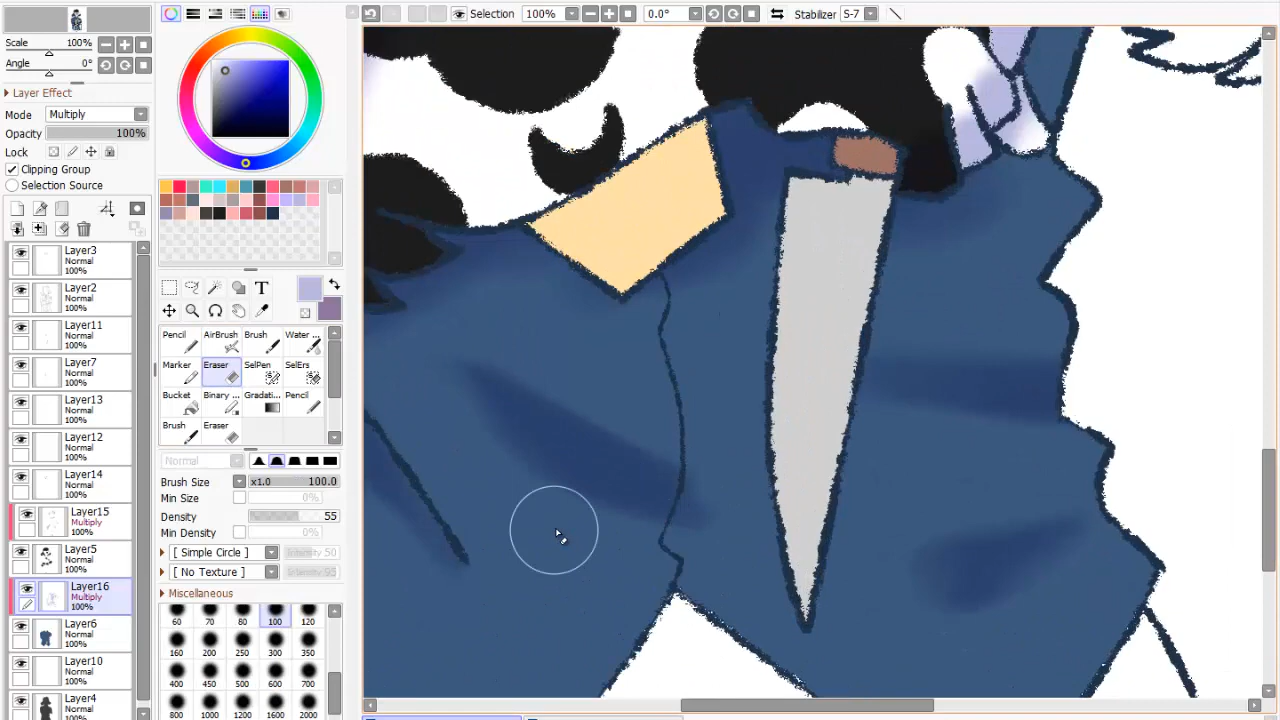 Selection
100%
0.0°
Stabilizer
S-7
Scale
100%
Angle
0°
Layer Effect
Mode
Multiply
Opacity
100%
Lock
Clipping Group
Selection Source
Layer3
Normal
100%
Layer2
Normal
100%
Layer11
Normal
100%
Layer7
Normal
100%
Layer13
Normal
100%
Layer12
Normal
100%
Layer14
Normal
100%
Layer15
Multiply
100%
Layer5
Normal
100%
Layer16
Multiply
100%
Layer6
Normal
100%
Layer10
Normal
100%
Layer4
Normal
100%
T
Pencil
AirBrush
Brush
Water ...
Marker
Eraser
SelPen
SelErs
Bucket
Binary ...
Gradati...
Pencil
Brush
Eraser
Normal
Brush Size
x1.0
100.0
Min Size
0%
Density
55
Min Density
0%
[ Simple Circle ]
Intensity 50
[ No Texture ]
Intensity 95
Miscellaneous
60 70 80 100 120
160 200 250 300 350
400 450 500 600 700
800 1000 1200 1600 2000